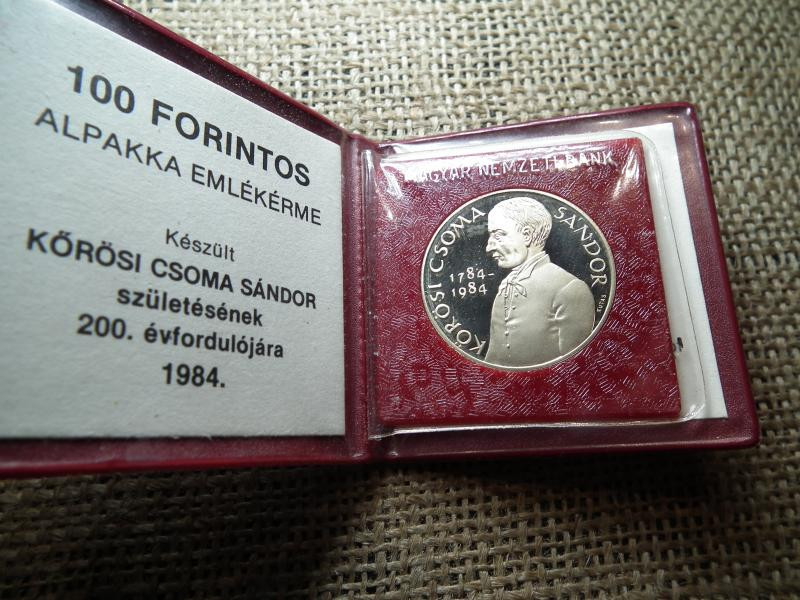 100 FORINTOS
ALPAKKA EMLÉKÉRME
Készült
KŐRÖSI CSOMA SÁNDOR
születésének
200. évfordulójára
1984.
MAGYAR NEMZETI BANK
KŐRÖSI CSOMA SÁNDOR
1784-
1984